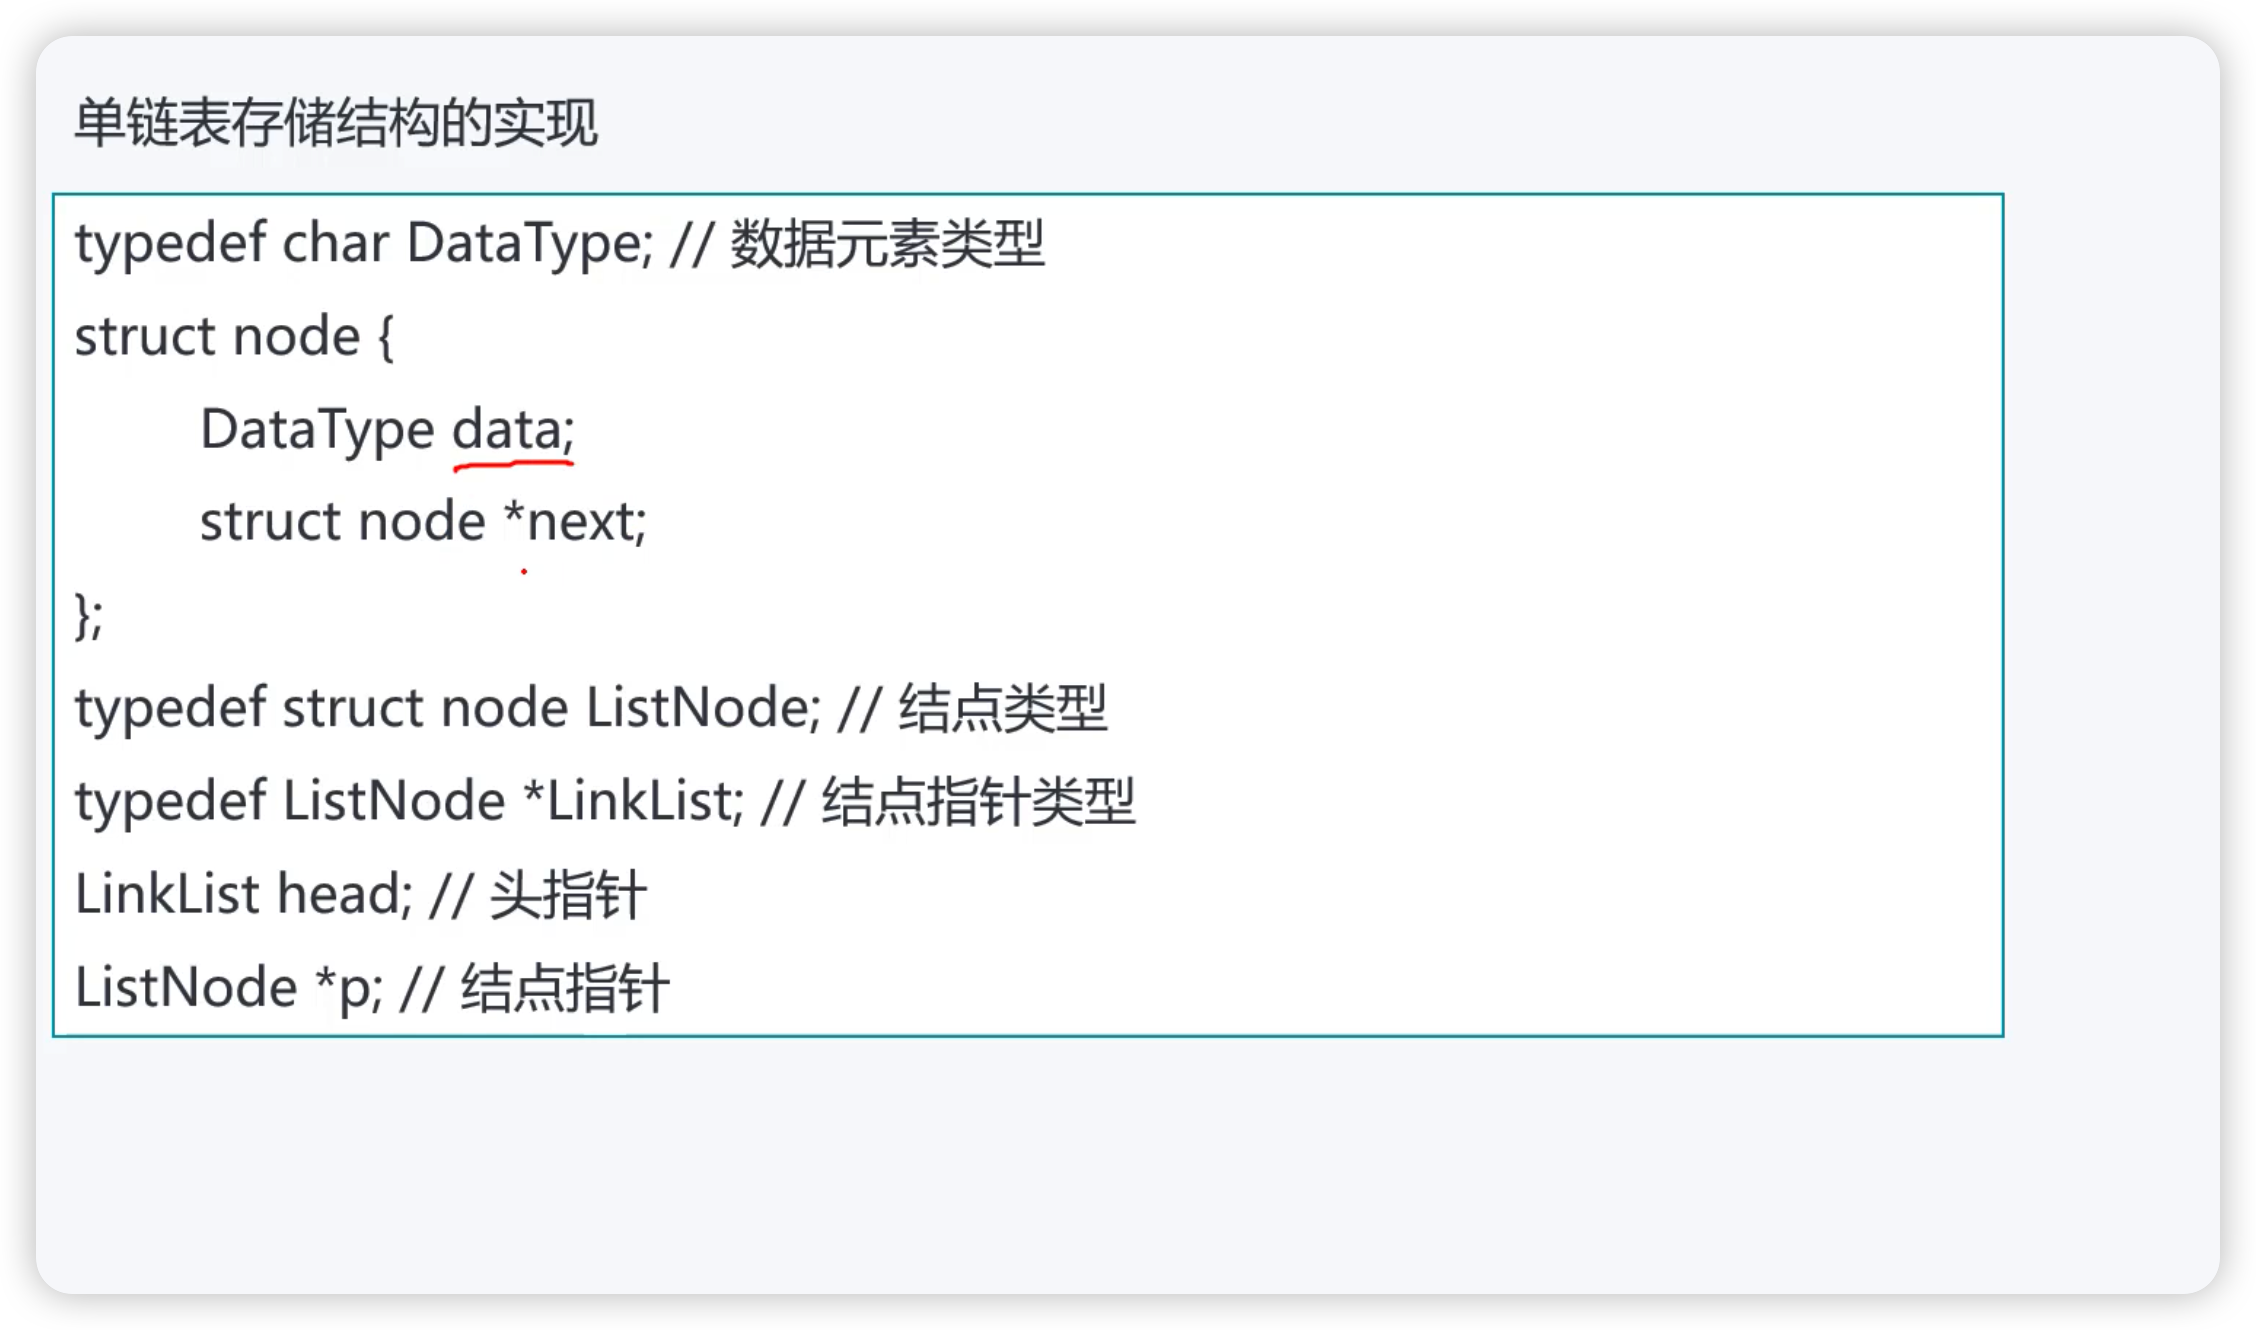 单链表存储结构的实现
typedef char DataType; // 数据元素类型
struct node {
DataType data;
struct node *next;
};
typedef struct node ListNode; // 结点类型
typedef ListNode *LinkList; // 结点指针类型
LinkList head; // 头指针
ListNode *p; // 结点指针